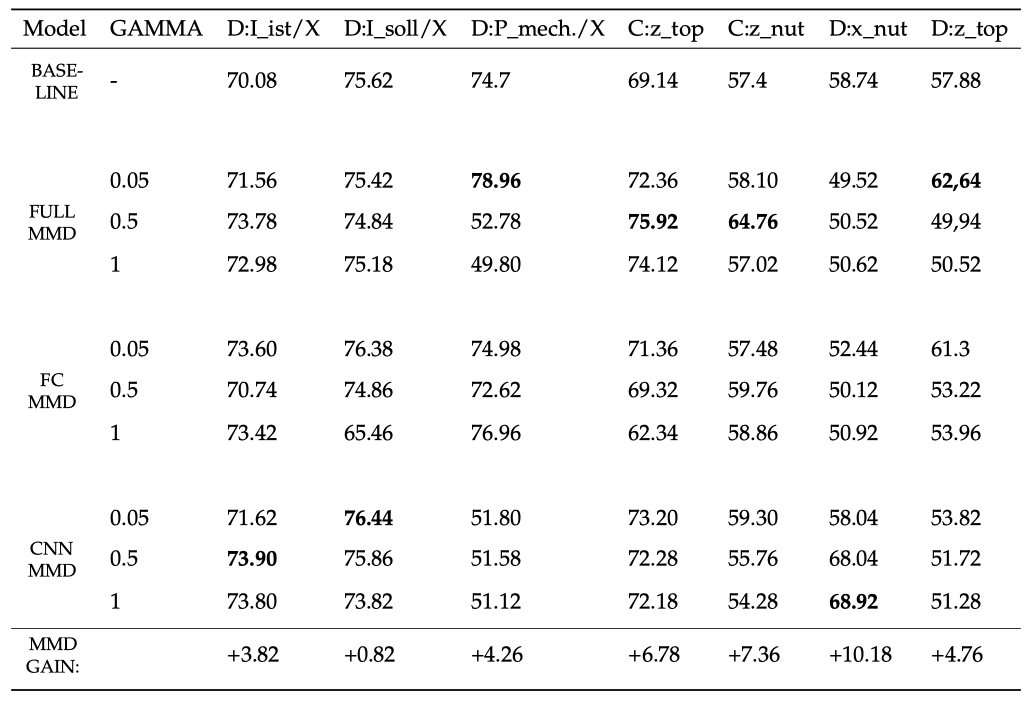 Model GAMMA D:I_ist/X D:I_soll/X D:P_mech./X C:z_top C:z_nut D:x_nut D:z_top
BASE-
LINE - 70.08 75.62 74.7 69.14 57.4 58.74 57.88
0.05 71.56 75.42 78.96 72.36 58.10 49.52 62,64
FULL
MMD 0.5 73.78 74.84 52.78 75.92 64.76 50.52 49,94
1 72.98 75.18 49.80 74.12 57.02 50.62 50.52
0.05 73.60 76.38 74.98 71.36 57.48 52.44 61.3
FC
MMD 0.5 70.74 74.86 72.62 69.32 59.76 50.12 53.22
1 73.42 65.46 76.96 62.34 58.86 50.92 53.96
0.05 71.62 76.44 51.80 73.20 59.30 58.04 53.82
CNN
MMD 0.5 73.90 75.86 51.58 72.28 55.76 68.04 51.72
1 73.80 73.82 51.12 72.18 54.28 68.92 51.28
MMD
GAIN: +3.82 +0.82 +4.26 +6.78 +7.36 +10.18 +4.76